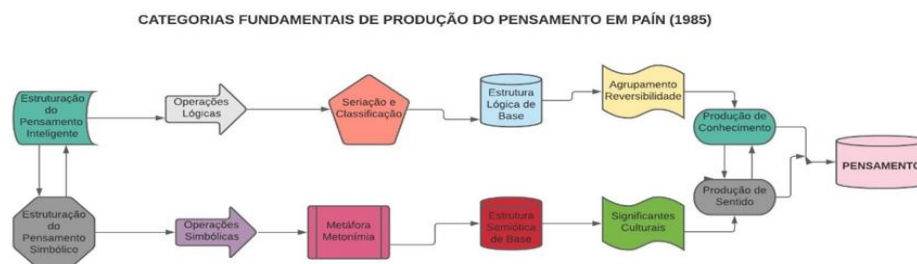 CATEGORIAS FUNDAMENTAIS DE PRODUÇÃO DO PENSAMENTO EM PAÍN (1985)
Estruturação
do
Pensamento
Inteligente
Operações
Lógicas
Seriação e
Classificação
Estrutura
Lógica de
Base
Agrupamento
Reversibilidade
Produção de
Conhecimento
PENSAMENTO
Estruturação
do
Pensamento
Simbólico
Operações
Simbólicas
Metáfora
Metonímia
Estrutura
Semiótica
de Base
Significantes
Culturais
Produção de
Sentido